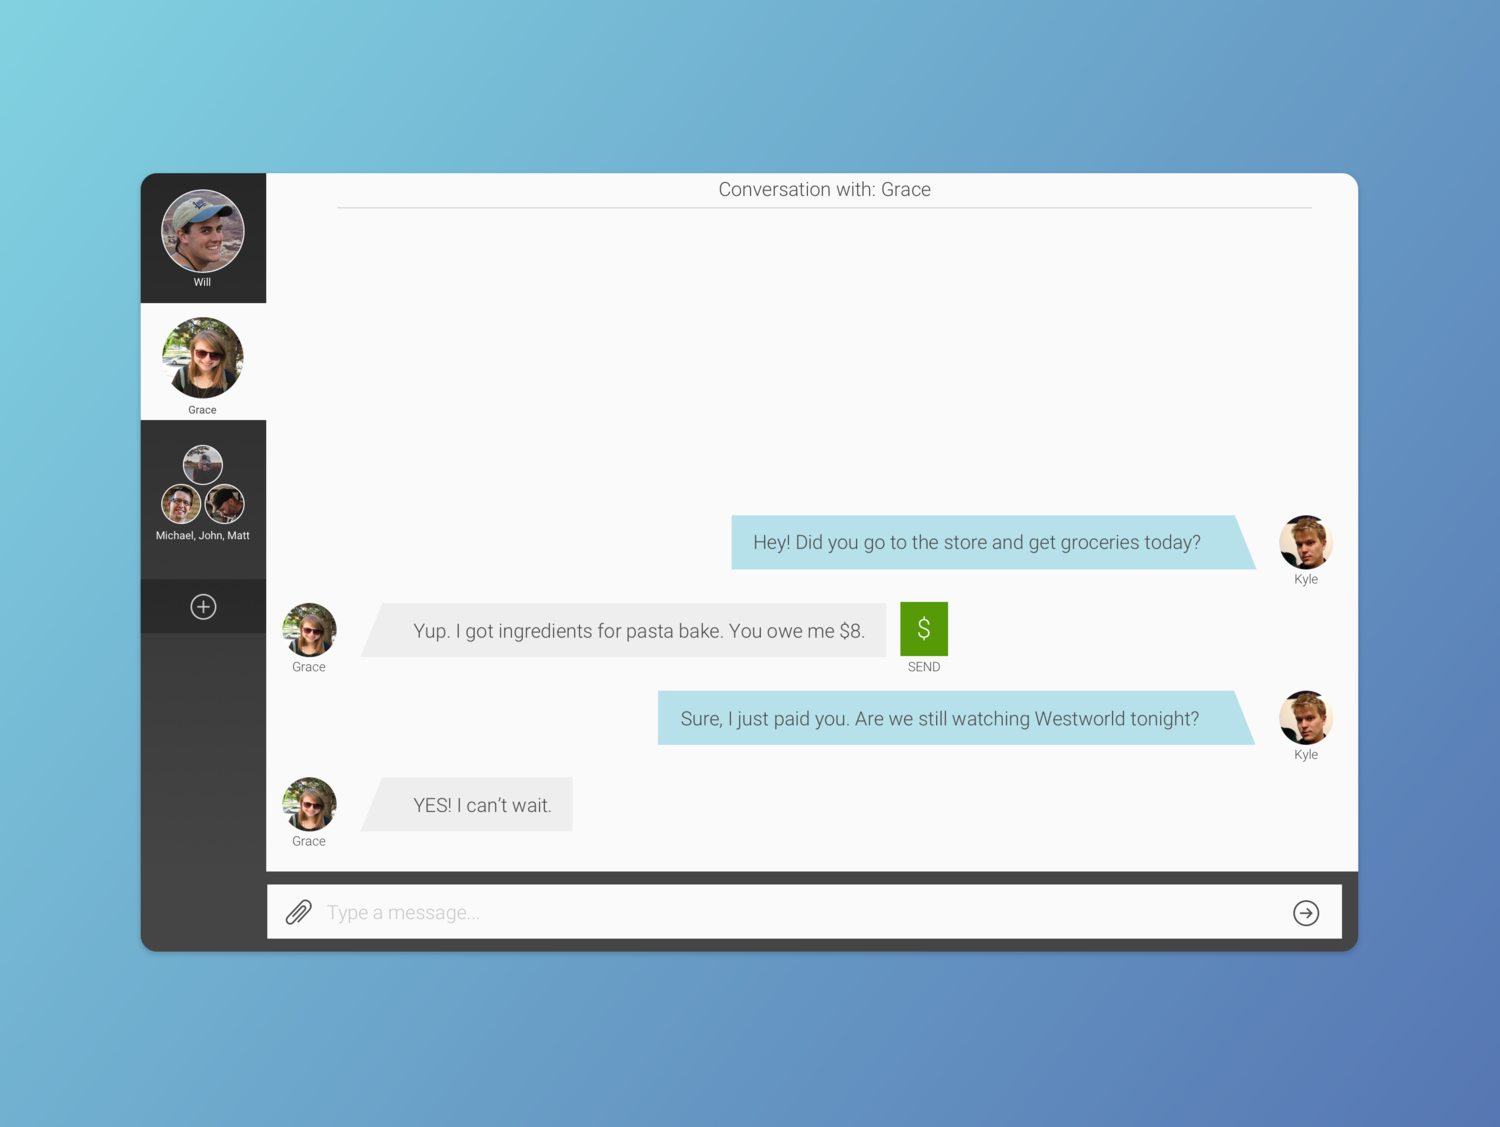 Conversation with: Grace
Will
Grace
Michael, John, Matt
Hey! Did you go to the store and get groceries today?
Kyle
Yup. I got ingredients for pasta bake. You owe me $8.
$
Grace
SEND
Sure, I just paid you. Are we still watching Westworld tonight?
Kyle
YES! I can't wait.
Grace
Type a message...